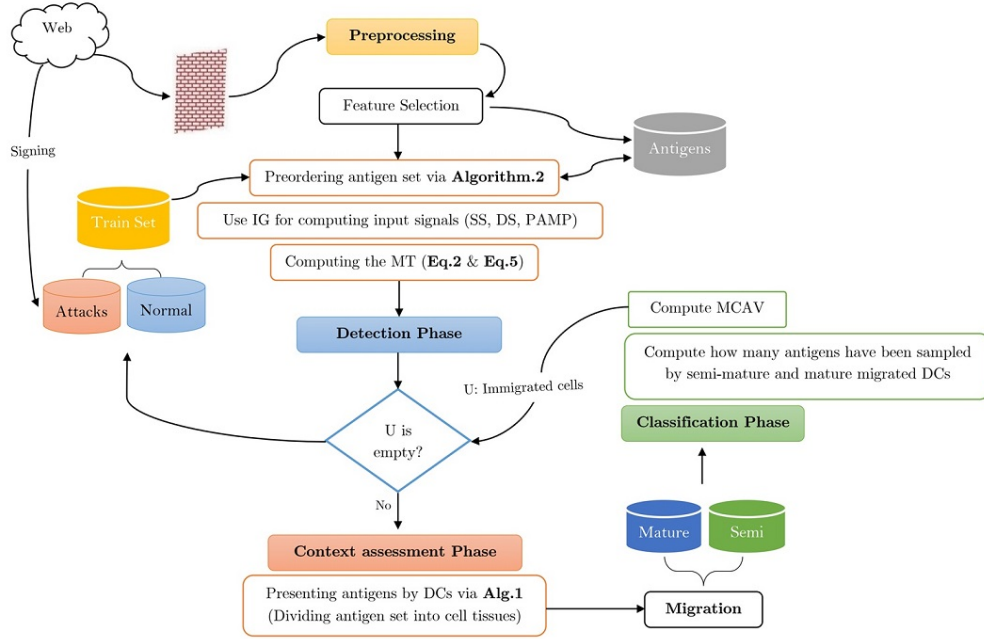 Web
Preprocessing
Feature Selection
Antigens
Signing
Preordering antigen set via Algorithm.2
Train Set
Use IG for computing input signals (SS, DS, PAMP)
Computing the MT (Eq.2 & Eq.5)
Attacks
Normal
Detection Phase
Compute MCAV
Compute how many antigens have been sampled
by semi-mature and mature migrated DCs
U: Immigrated cells
Classification Phase
U is
empty?
No
Mature
Semi
Context assessment Phase
Presenting antigens by DCs via Alg.1
(Dividing antigen set into cell tissues)
Migration